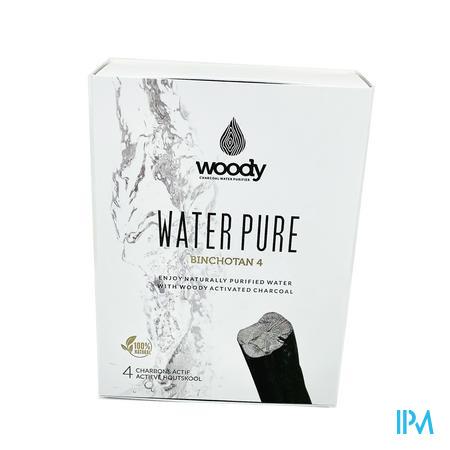 woody
CHARCOAL WATER PURIFIER
WATER PURE
BINCHOTAN 4
ENJOY NATURALLY PURIFIED WATER
WITH WOODY ACTIVATED CHARCOAL
100%
NATURAL
4 CHARBONS ACTIF
ACTIEVE HOUTSKOOL
IPM